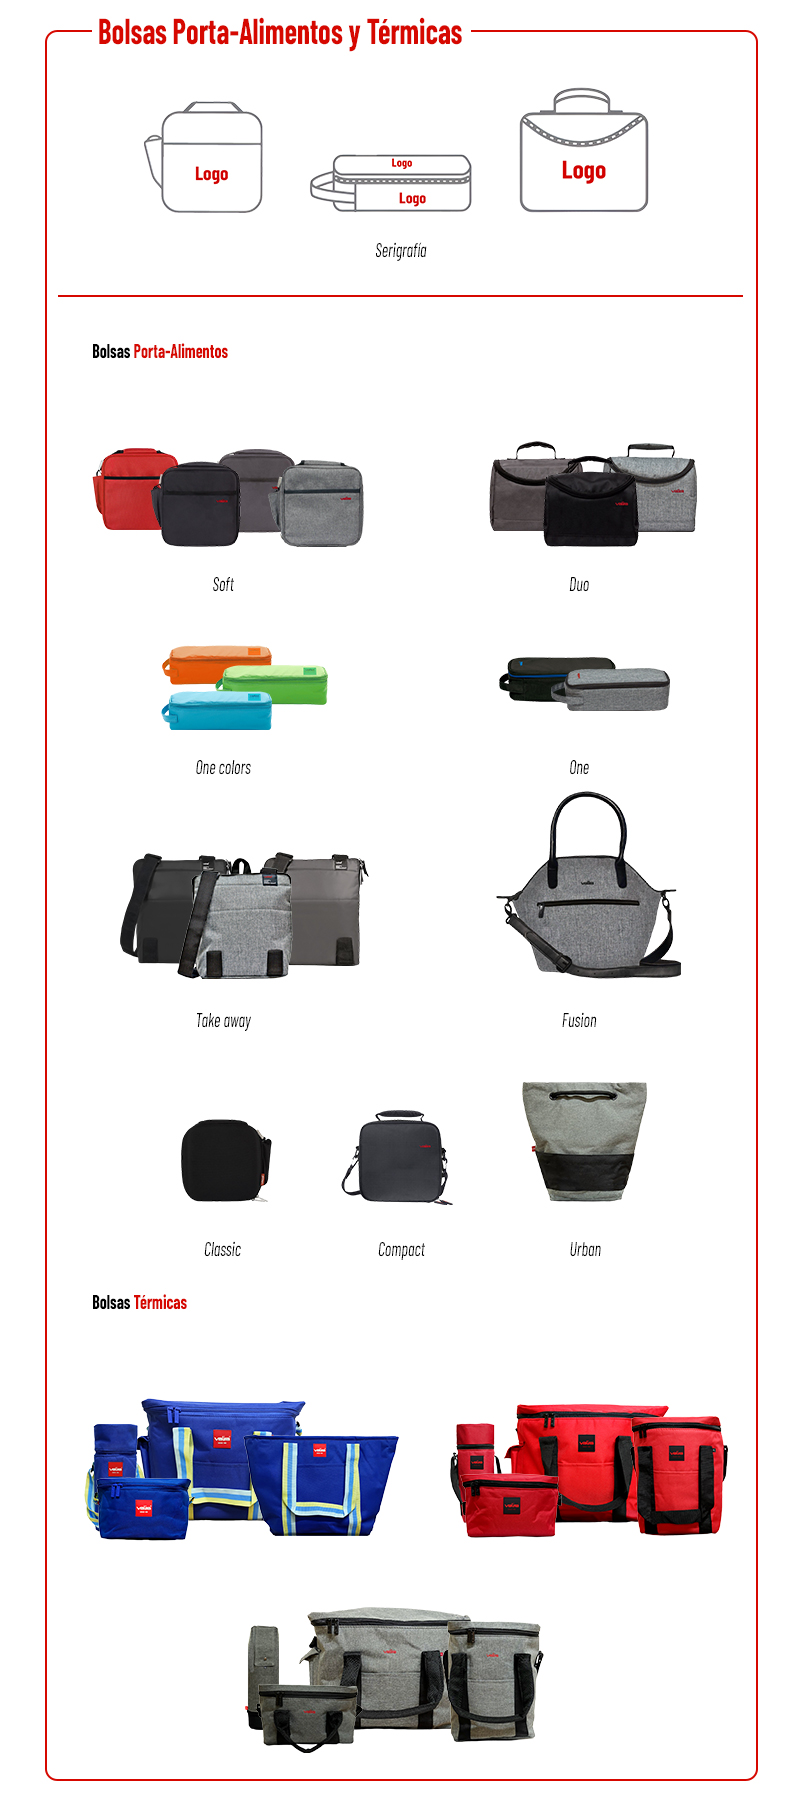 Bolsas Porta-Alimentos y Térmicas
Logo
Logo
Logo
Logo
Serigrafía
Bolsas Porta-Alimentos
Soft
Duo
One colors
One
Take away
Fusion
Classic
Compact
Urban
Bolsas Térmicas